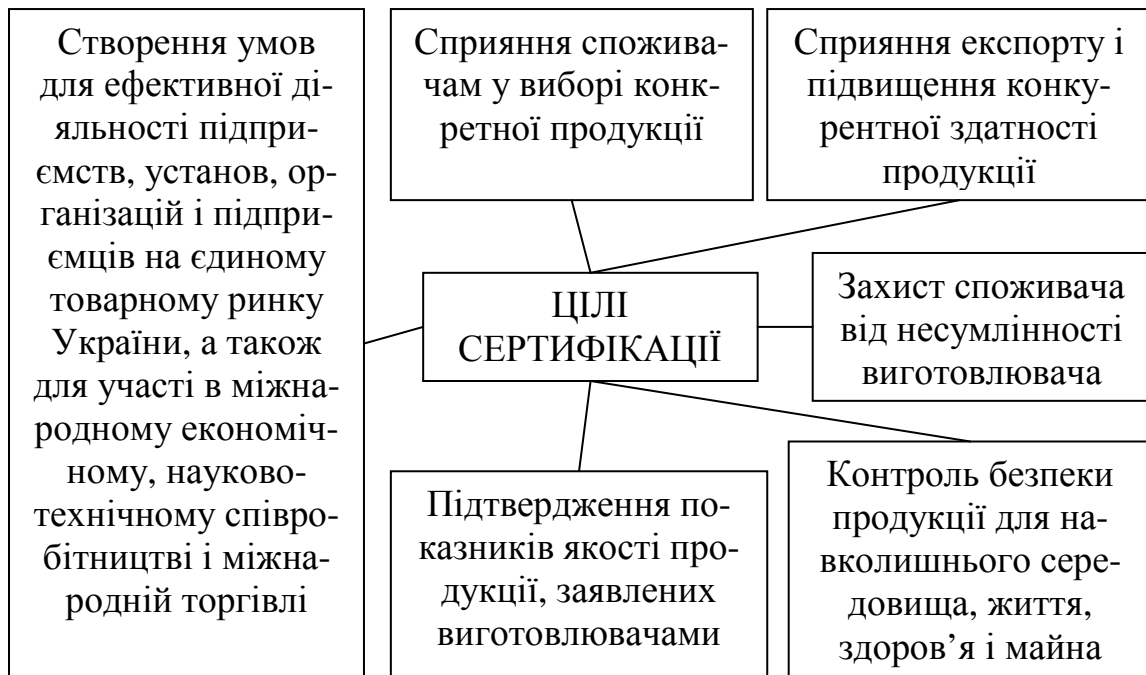 Створення умов
для ефективної ді-
яльності підпри-
ємств, установ, ор-
ганізацій і підпри-
ємців на єдиному
товарному ринку
України, а також
для участі в міжна-
родному економіч-
ному, науково-
технічному співро-
бітництві і міжна-
родній торгівлі
Сприяння спожива-
чам у виборі конк-
ретної продукції
Сприяння експорту і
підвищення конку-
рентної здатності
продукції
ЦІЛІ
СЕРТИФІКАЦІЇ
Захист споживача
від несумлінності
виготовлювача
Підтвердження по-
казників якості про-
дукції, заявлених
виготовлювачами
Контроль безпеки
продукції для на-
вколишнього сере-
довища, життя,
здоров’я і майна